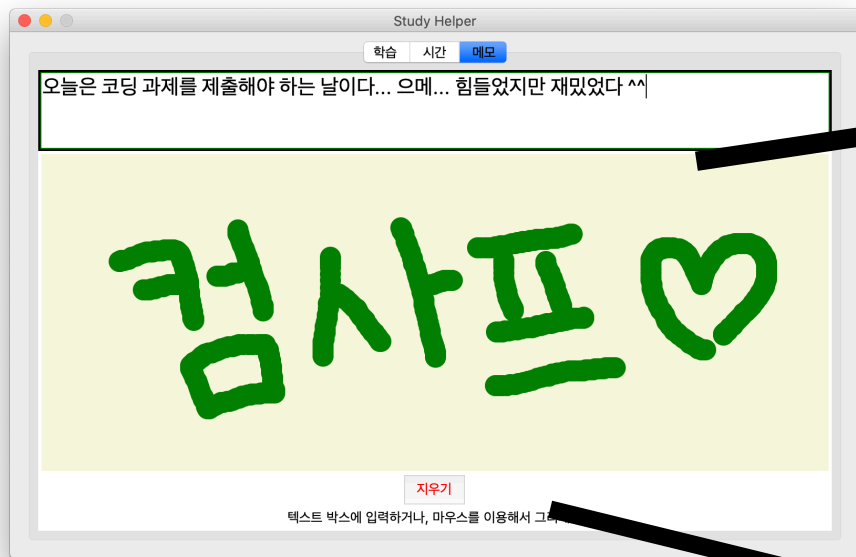 Study Helper
학습 시간 메모
오늘은 코딩 과제를 제출해야 하는 날이다... 으메... 힘들었지만 재밌었다 ^^
컴사프♡
지우기
텍스트 박스에 입력하거나, 마우스를 이용해서